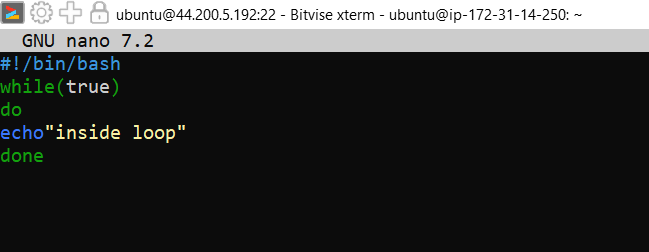 ubuntu@44.200.5.192:22 - Bitvise xterm - ubuntu@ip-172-31-14-250: ~
GNU nano 7.2
#!/bin/bash
while(true)
do
echo"inside loop"
done